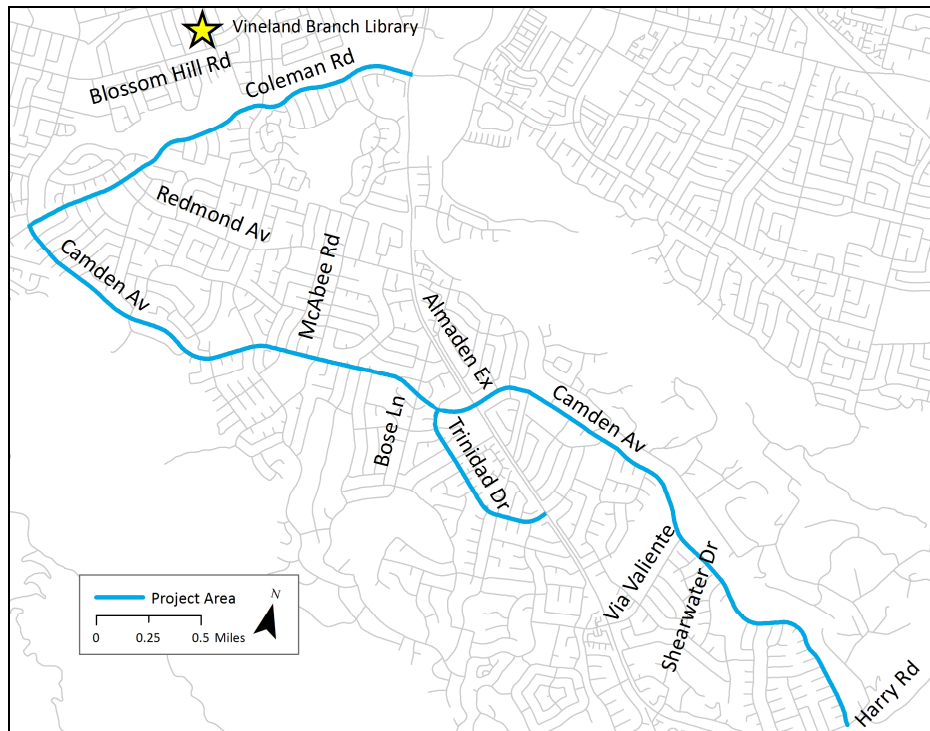 Vineland Branch Library
Blossom Hill Rd
Coleman Rd
Redmond Av
Camden Av
McAbee Rd
Almaden Ex
Camden Av
Bose Ln
Trinidad Dr
Via Valiente
Shearwater Dr
Harry Rd
Project Area
N
0 0.25 0.5 Miles